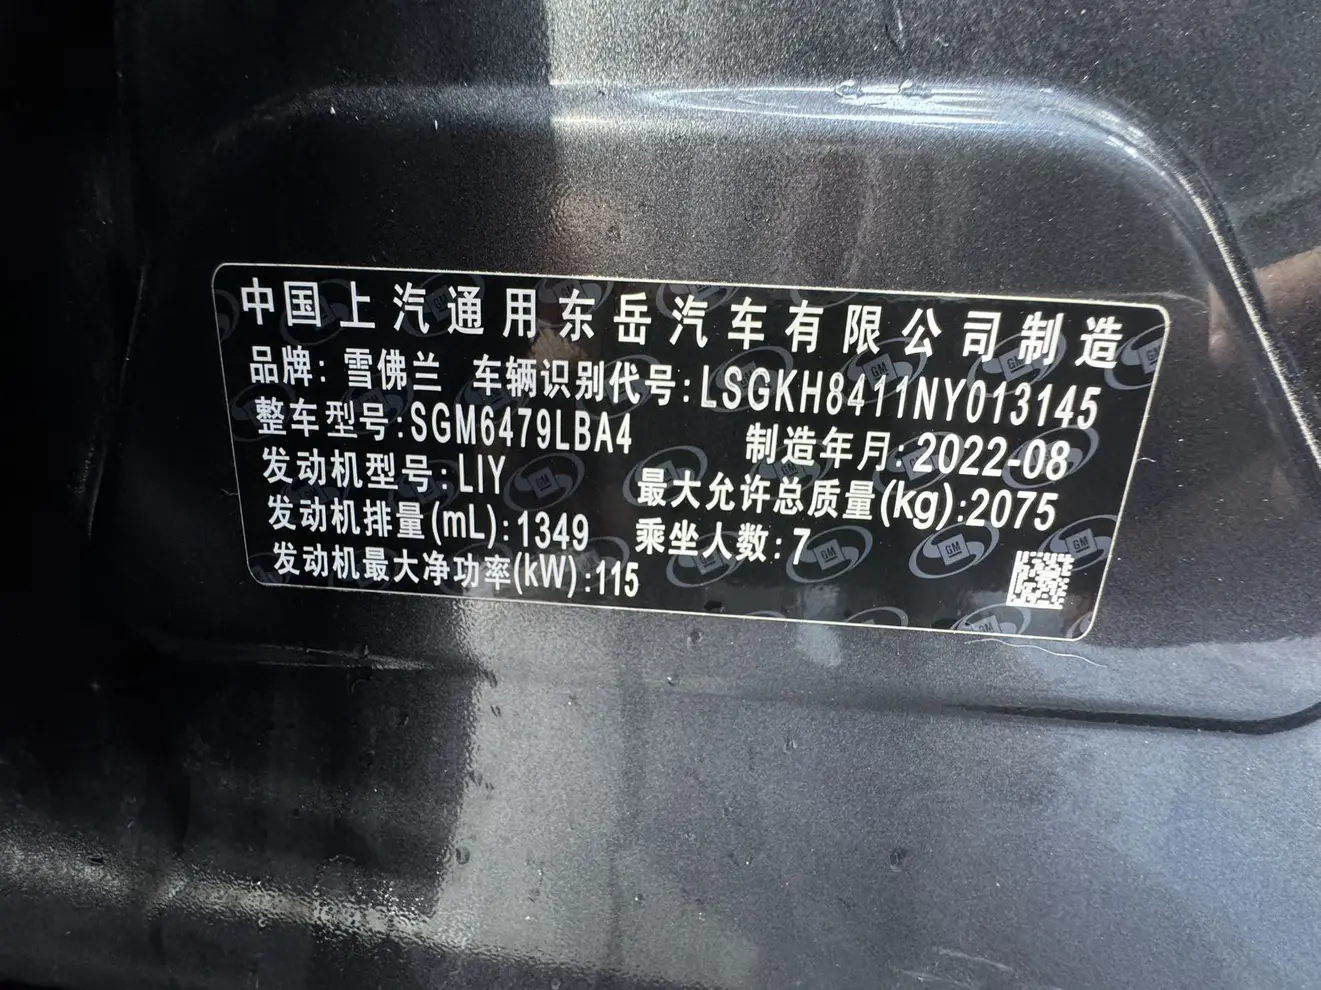 中国上汽通用东岳汽车有限公司制造
品牌: 雪佛兰 车辆识别代号: LSGKH8411NY013145
整车型号: SGM6479LBA4 制造年月: 2022-08
发动机型号: LIY 最大允许总质量(kg): 2075
发动机排量(mL): 1349 乘坐人数: 7
发动机最大净功率(kW): 115